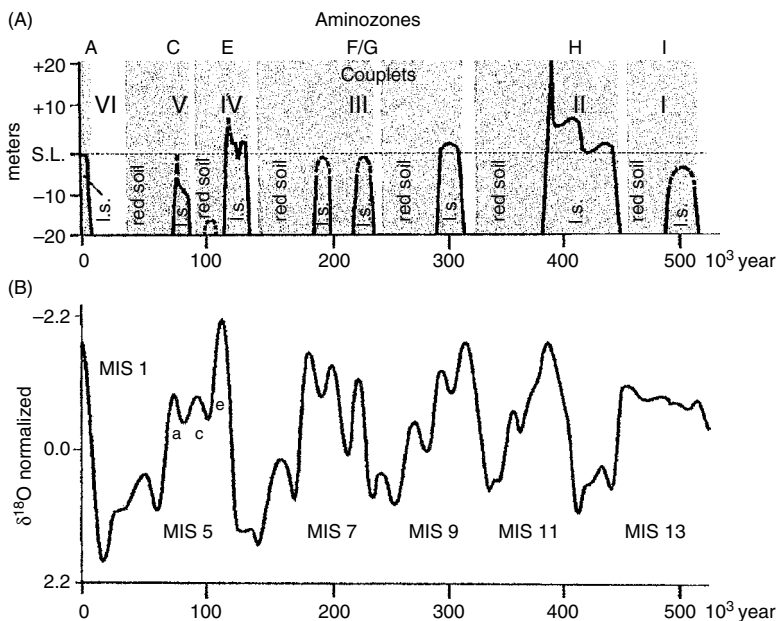 (A)
Aminozones
A C E F/G H I
Couplets
VI V IV III II I
meters
+20
+10
S.L.
−10
−20
l.s.
red soil
l.s.
red soil
l.s.
red soil
l.s.
l.s.
red soil
l.s.
red soil
l.s.
red soil
l.s.
0 100 200 300 400 500 10³ year
(B)
δ¹⁸O normalized
−2.2
0.0
2.2
MIS 1
a c e
MIS 5 MIS 7 MIS 9 MIS 11 MIS 13
0 100 200 300 400 500 10³ year